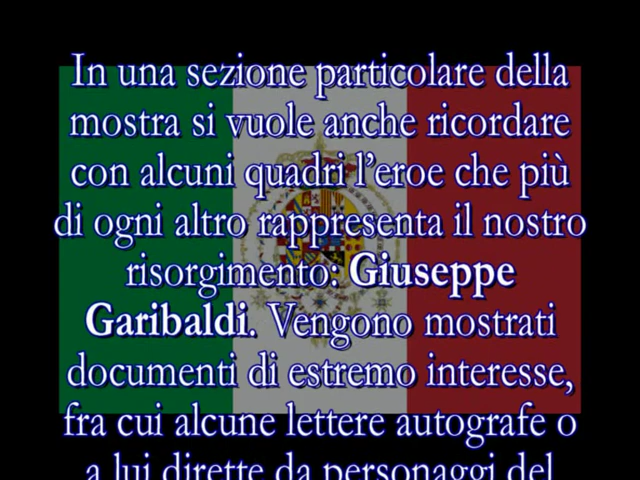 In una sezione particolare della
mostra si vuole anche ricordare
con alcuni quadri l'eroe che più
di ogni altro rappresenta il nostro
risorgimento: Giuseppe
Garibaldi. Vengono mostrati
documenti di estremo interesse,
fra cui alcune lettere autografe o
a lui dirette da personaggi del